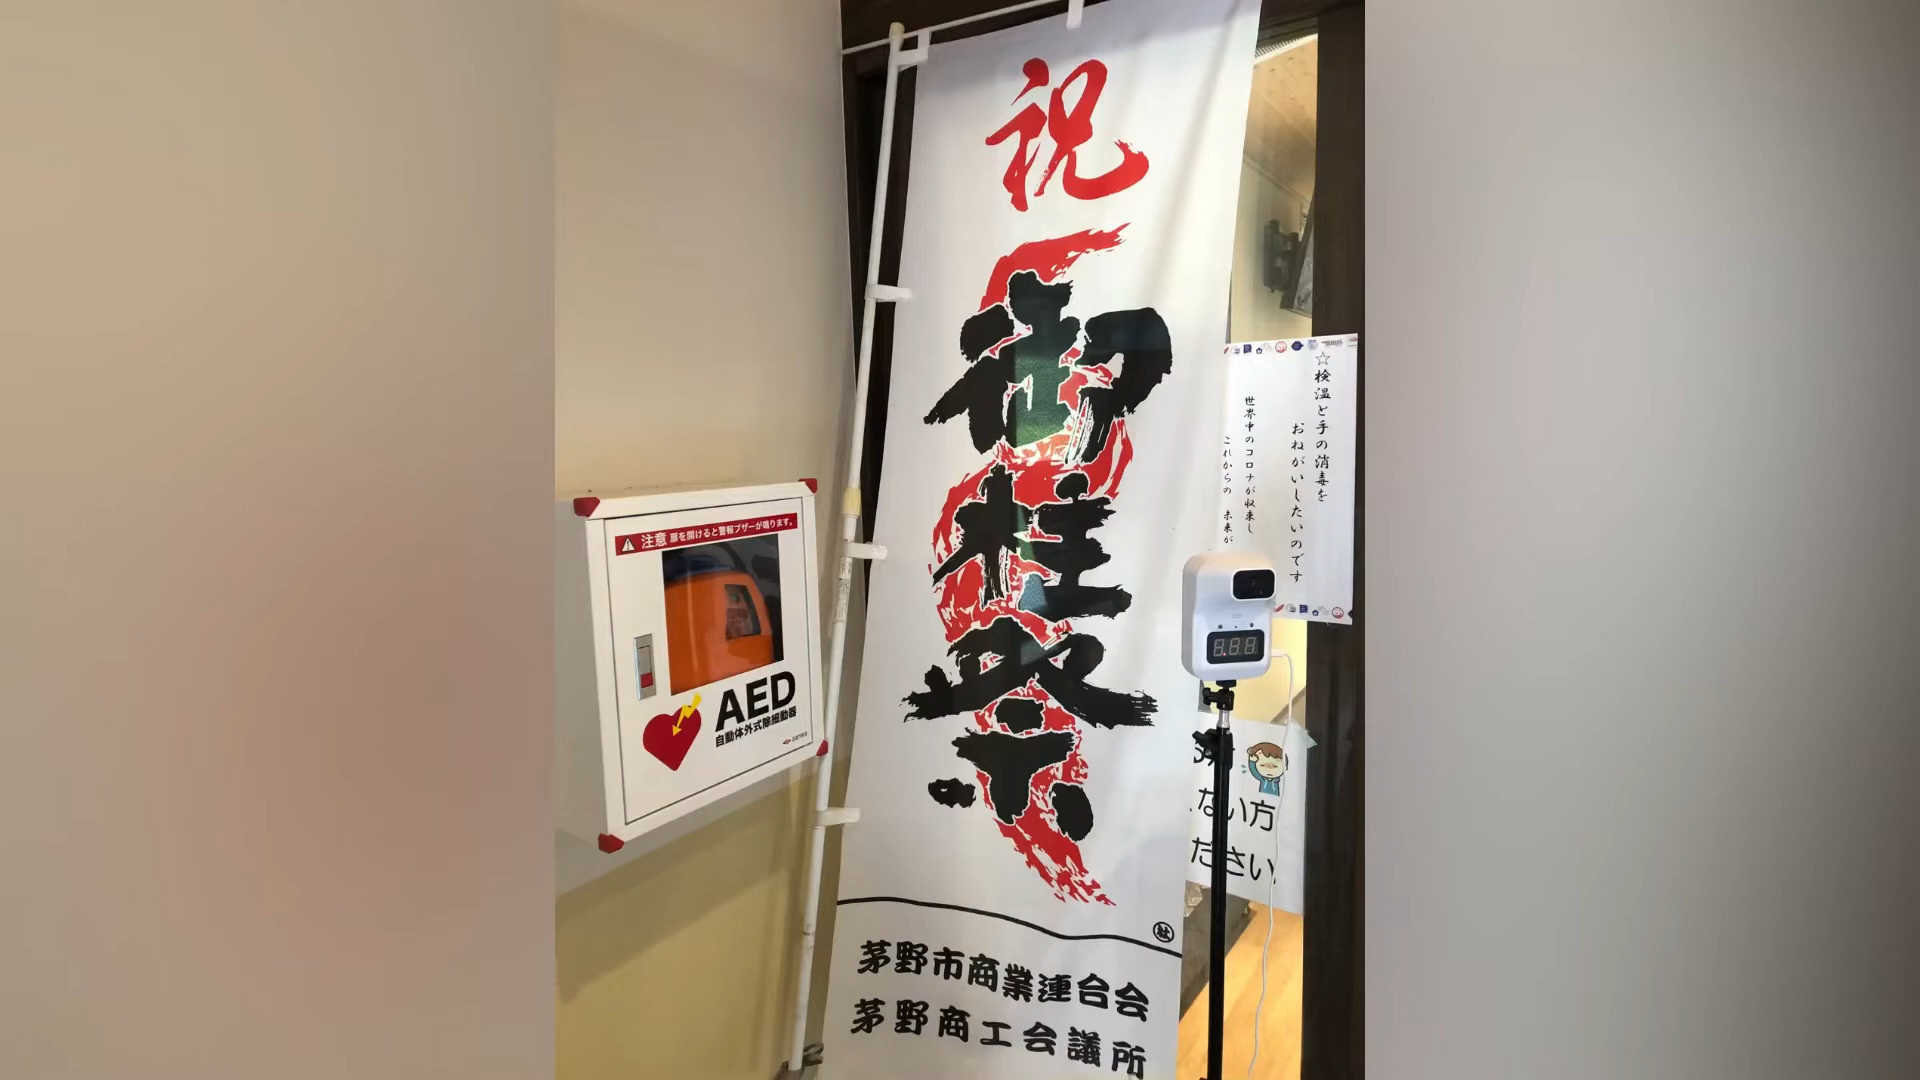 祝
御柱祭
社
茅野市商業連合会
茅野商工会議所
注意 扉を開けると警報ブザーが鳴ります。
AED
自動体外式除細動器
☆検温と手の消毒を
おねがいしたいのです
世界中のコロナが収束し
これからの 未来が
8.8.8
ない方
ださい